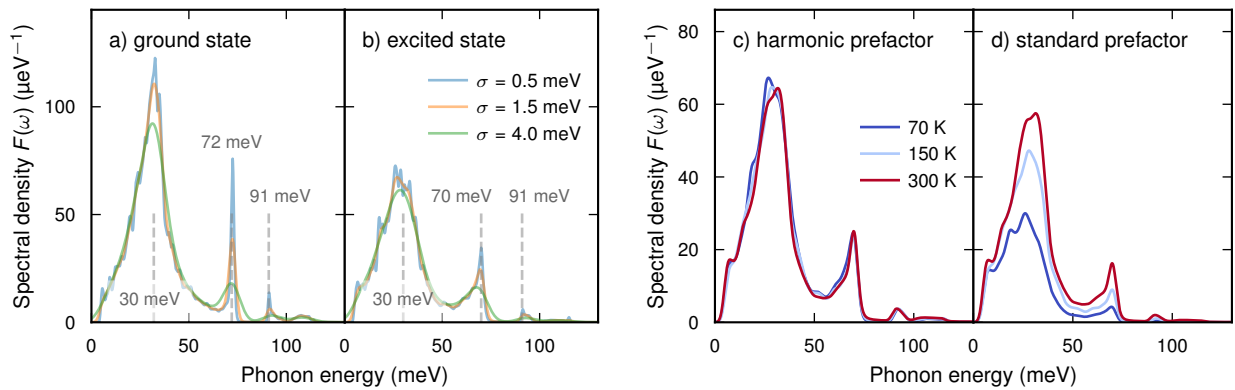 a) ground state
b) excited state
σ = 0.5 meV
σ = 1.5 meV
σ = 4.0 meV
72 meV
91 meV
30 meV
70 meV
91 meV
30 meV
Spectral density F(ω) (µeV⁻¹)
0
50
100
0
50
100
0
50
100
Phonon energy (meV)
c) harmonic prefactor
d) standard prefactor
70 K
150 K
300 K
Spectral density F(ω) (µeV⁻¹)
0
20
40
60
80
0
50
100
0
50
100
Phonon energy (meV)